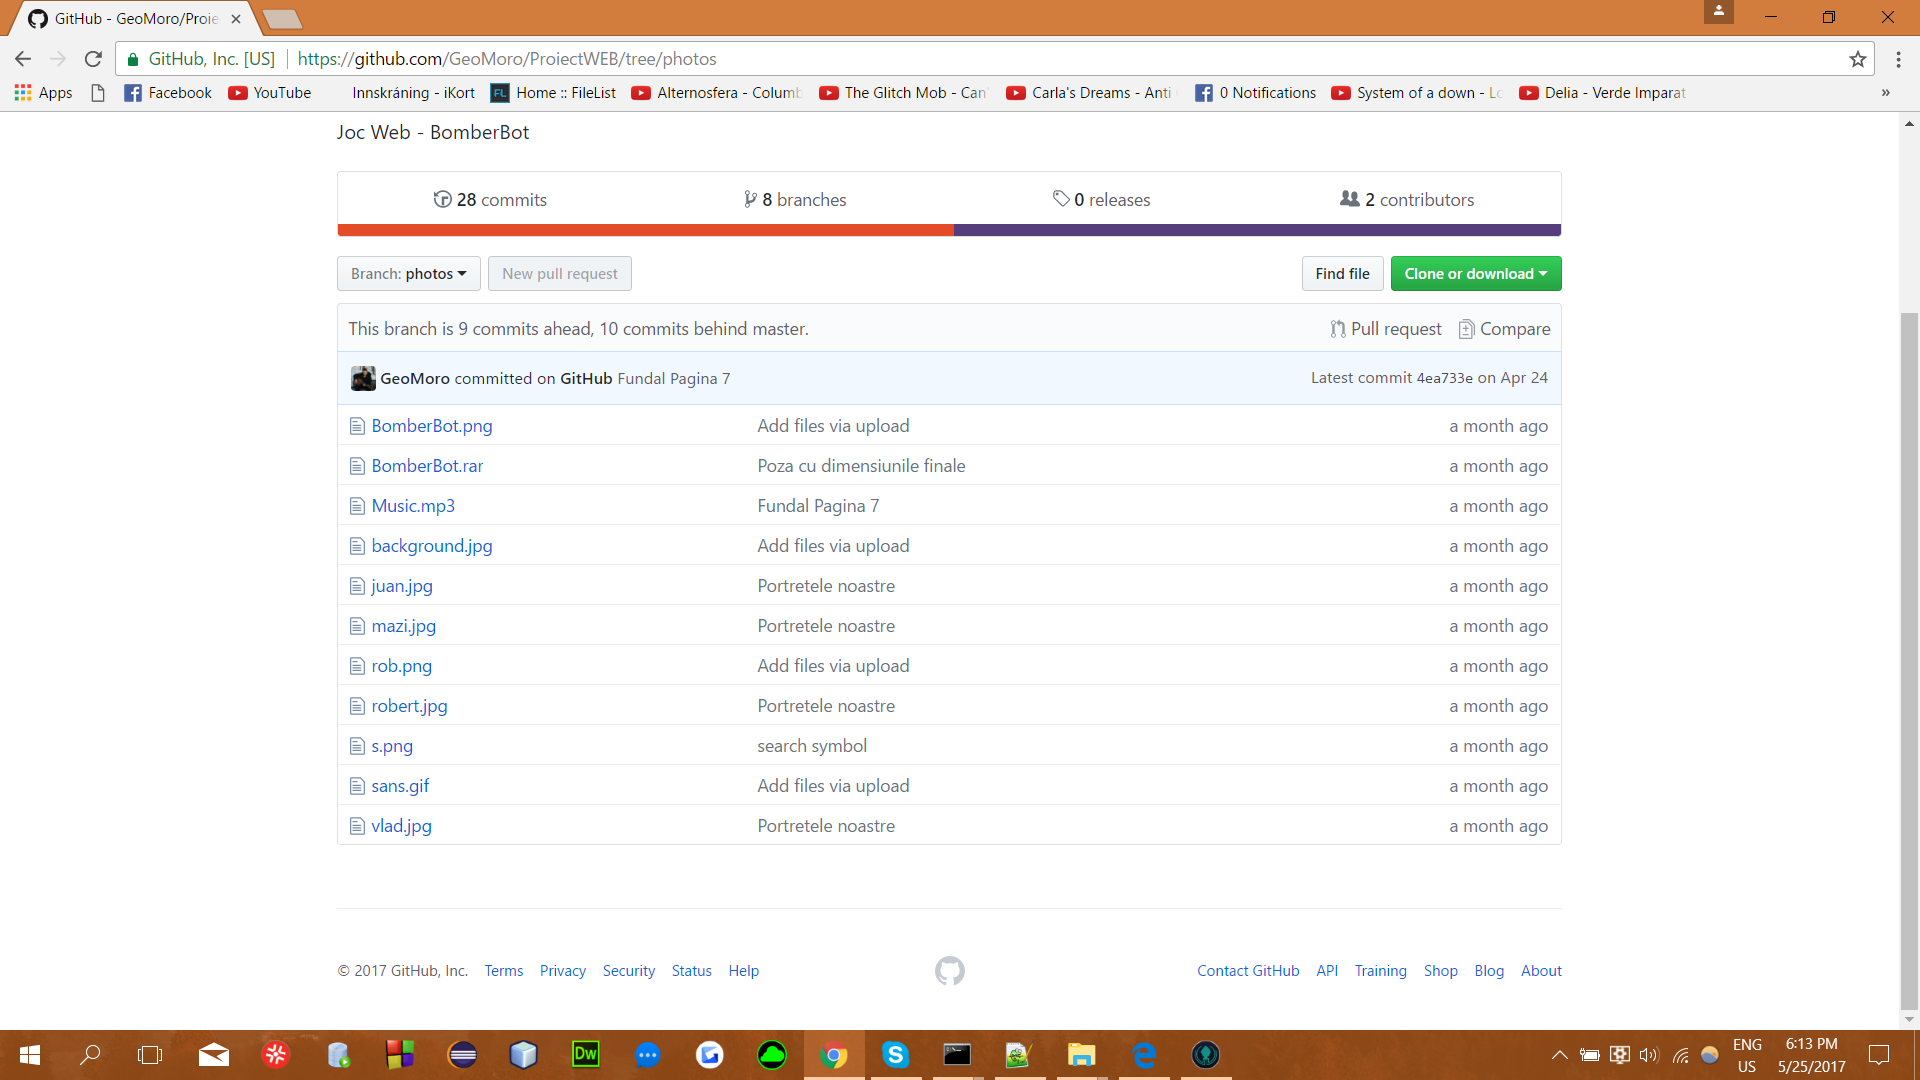 GitHub - GeoMoro/Proie
GitHub, Inc. [US] https://github.com/GeoMoro/ProiectWEB/tree/photos
Apps Facebook YouTube Innskráning - iKort FL Home :: FileList Alternosfera - Columb The Glitch Mob - Can' Carla's Dreams - Anti 0 Notifications System of a down - Lo Delia - Verde Imparat »
Joc Web - BomberBot
28 commits 8 branches 0 releases 2 contributors
Branch: photos New pull request Find file Clone or download
This branch is 9 commits ahead, 10 commits behind master. Pull request Compare
GeoMoro committed on GitHub Fundal Pagina 7 Latest commit 4ea733e on Apr 24
BomberBot.png Add files via upload a month ago
BomberBot.rar Poza cu dimensiunile finale a month ago
Music.mp3 Fundal Pagina 7 a month ago
background.jpg Add files via upload a month ago
juan.jpg Portretele noastre a month ago
mazi.jpg Portretele noastre a month ago
rob.png Add files via upload a month ago
robert.jpg Portretele noastre a month ago
s.png search symbol a month ago
sans.gif Add files via upload a month ago
vlad.jpg Portretele noastre a month ago
© 2017 GitHub, Inc. Terms Privacy Security Status Help Contact GitHub API Training Shop Blog About
Dw
ENG 6:13 PM
US 5/25/2017